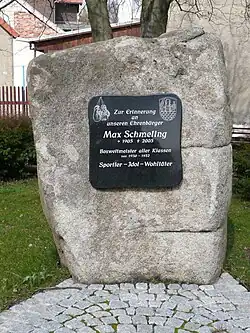 Zur Erinnerung
an
unseren Ehrenbürger
Max Schmeling
* 1905 † 2005
Boxweltmeister aller Klassen
von 1930 - 1932
Sportler - Idol - Wohltäter